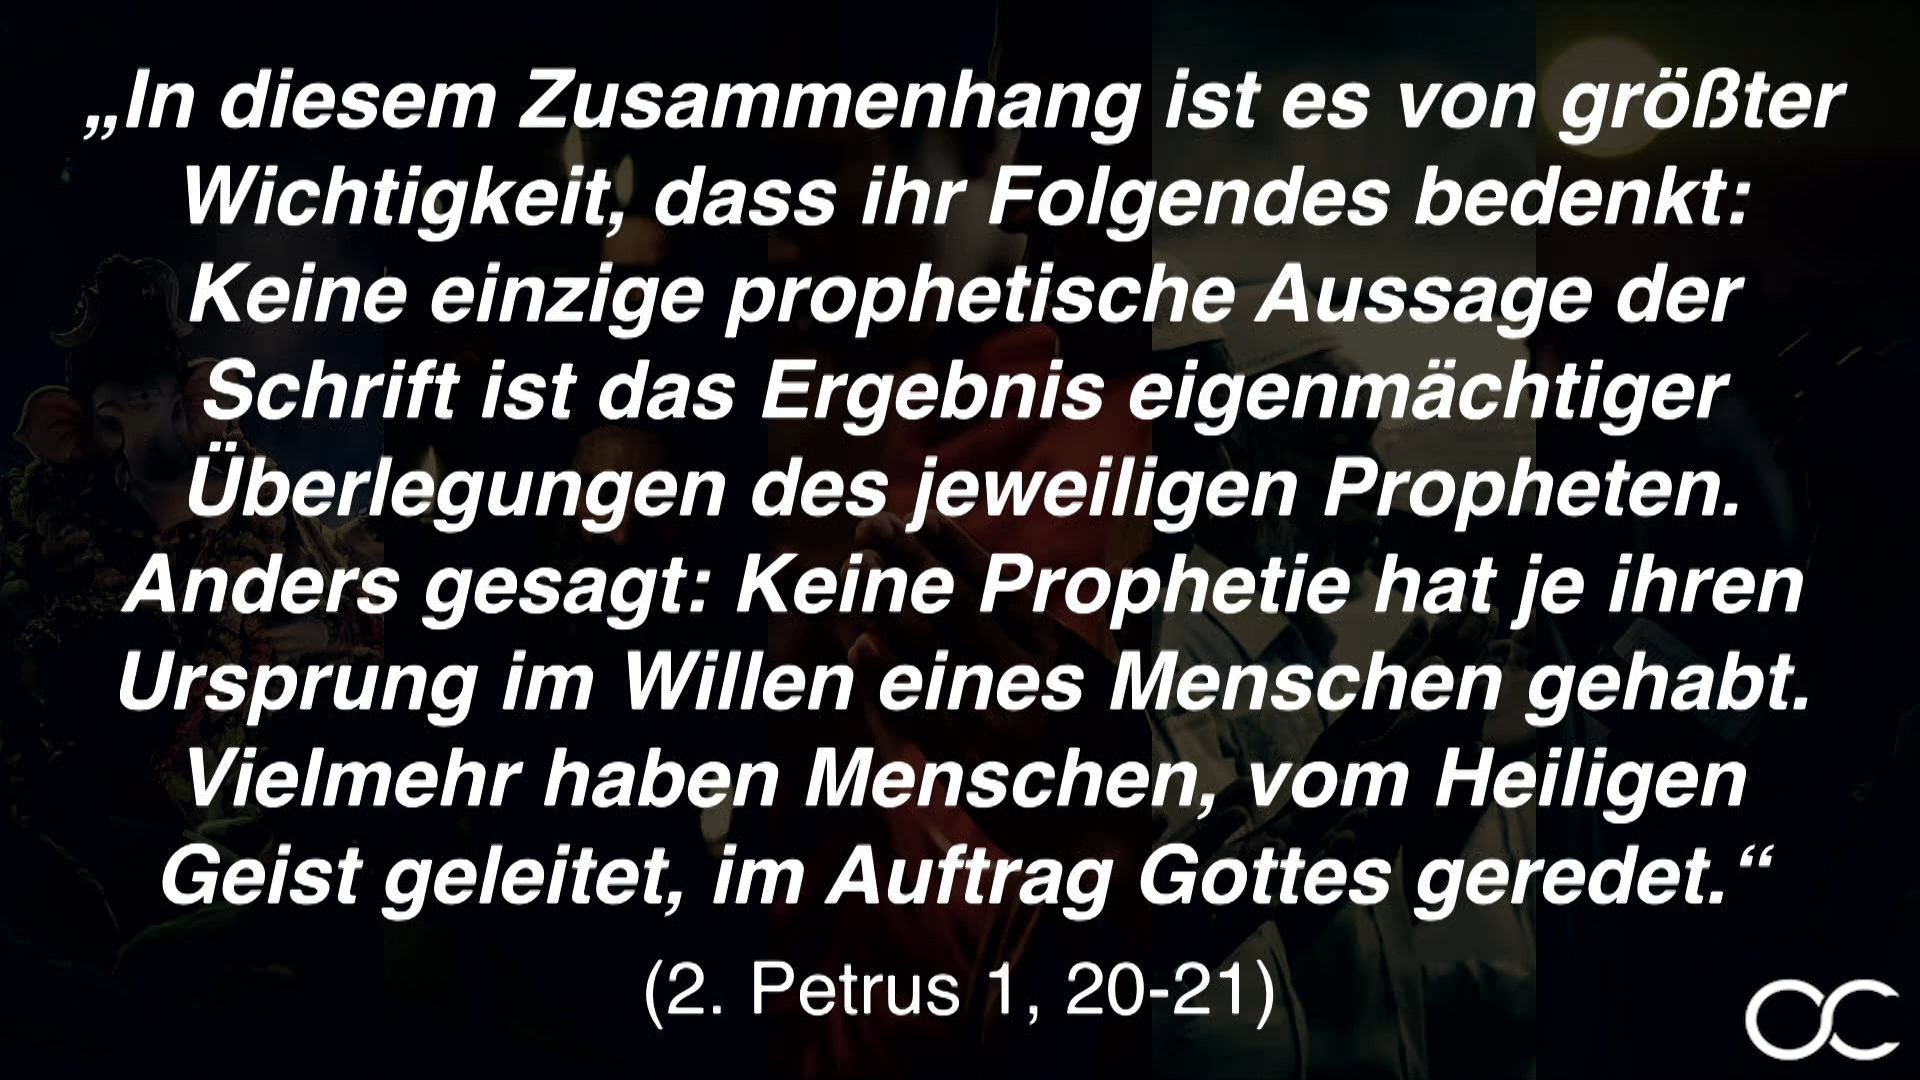 „In diesem Zusammenhang ist es von größter
Wichtigkeit, dass ihr Folgendes bedenkt:
Keine einzige prophetische Aussage der
Schrift ist das Ergebnis eigenmächtiger
Überlegungen des jeweiligen Propheten.
Anders gesagt: Keine Prophetie hat je ihren
Ursprung im Willen eines Menschen gehabt.
Vielmehr haben Menschen, vom Heiligen
Geist geleitet, im Auftrag Gottes geredet.“
(2. Petrus 1, 20-21)
OC